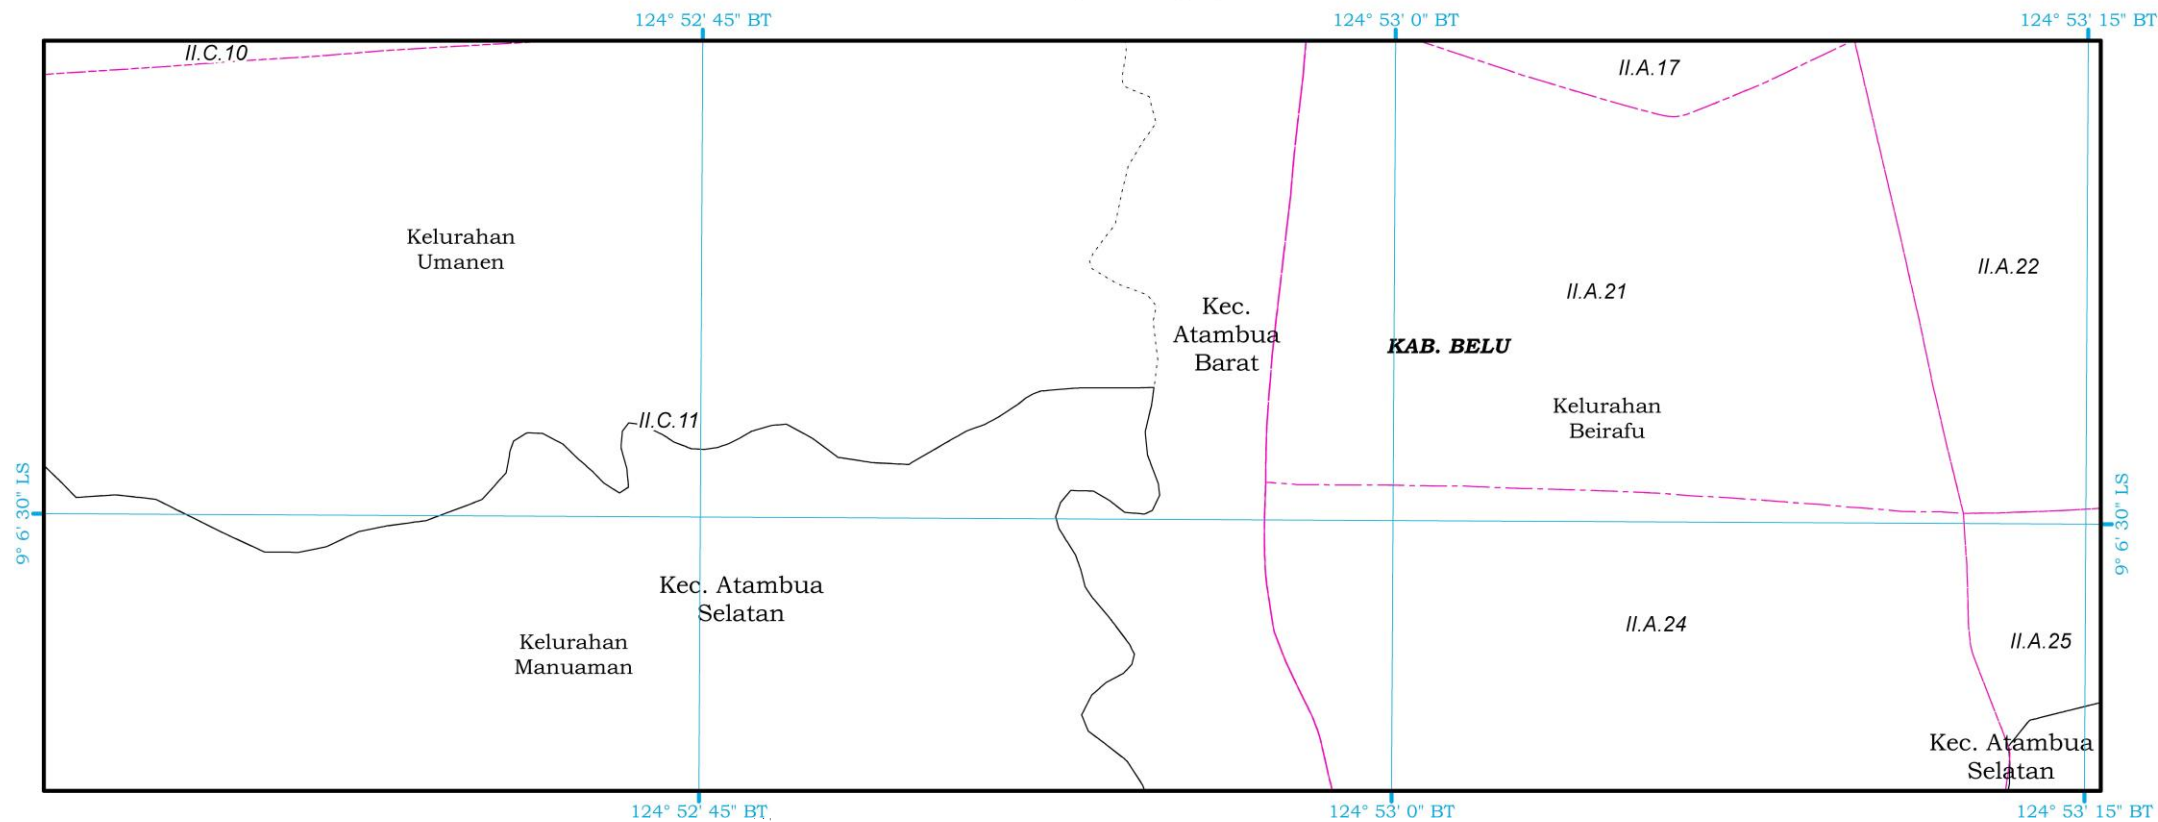 124° 52' 45" BT
124° 53' 0" BT
124° 53' 15" BT
II.C.10
II.A.17
Kelurahan
Umanen
II.A.22
II.A.21
Kec.
Atambua
Barat
KAB. BELU
Kelurahan
Beirafu
II.C.11
9° 6' 30" LS
9° 6' 30" LS
Kec. Atambua
Selatan
II.A.24
Kelurahan
Manuaman
II.A.25
Kec. Atambua
Selatan
124° 52' 45" BT
124° 53' 0" BT
124° 53' 15" BT